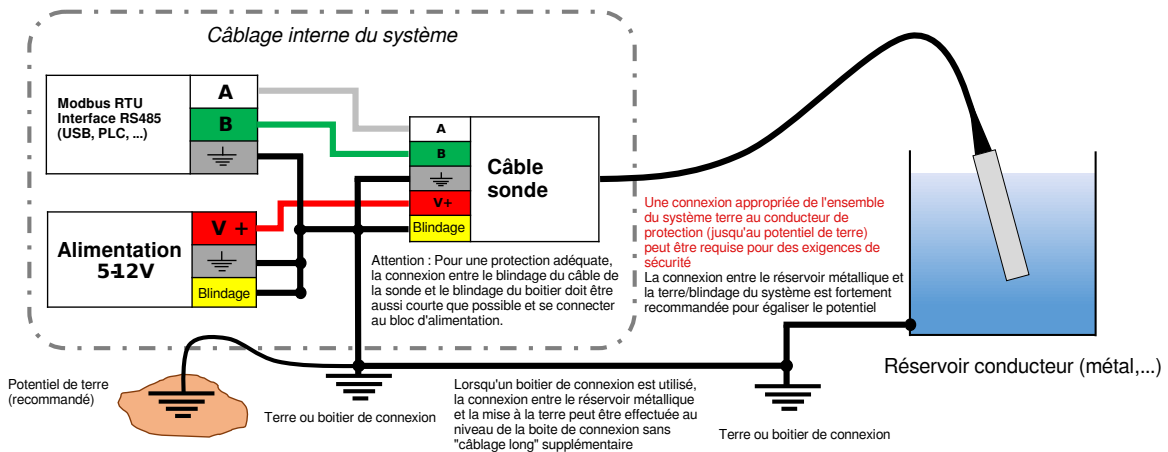 Câblage interne du système
Modbus RTU
Interface RS485
(USB, PLC, ...)
A
B
A
B
V+
Blindage
Câble
sonde
Alimentation
5-12V
V +
Blindage
Attention : Pour une protection adéquate,
la connexion entre le blindage du câble de
la sonde et le blindage du boitier doit être
aussi courte que possible et se connecter
au bloc d'alimentation.
Une connexion appropriée de l'ensemble
du système terre au conducteur de
protection (jusqu'au potentiel de terre)
peut être requise pour des exigences de
sécurité
La connexion entre le réservoir métallique et
la terre/blindage du système est fortement
recommandée pour égaliser le potentiel
Réservoir conducteur (métal,...)
Potentiel de terre
(recommandé)
Terre ou boitier de connexion
Lorsqu'un boitier de connexion est utilisé,
la connexion entre le réservoir métallique
et la mise à la terre peut être effectuée au
niveau de la boite de connexion sans
"câblage long" supplémentaire
Terre ou boitier de connexion